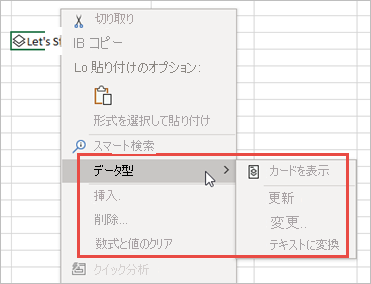 切り取り
Let's St
IB コピー
Lo 貼り付けのオプション:
形式を選択して貼り付け
スマート検索
データ型
カードを表示
挿入.
更新
削除...
変更..
数式と値のクリア
テキストに変換
クイック分析